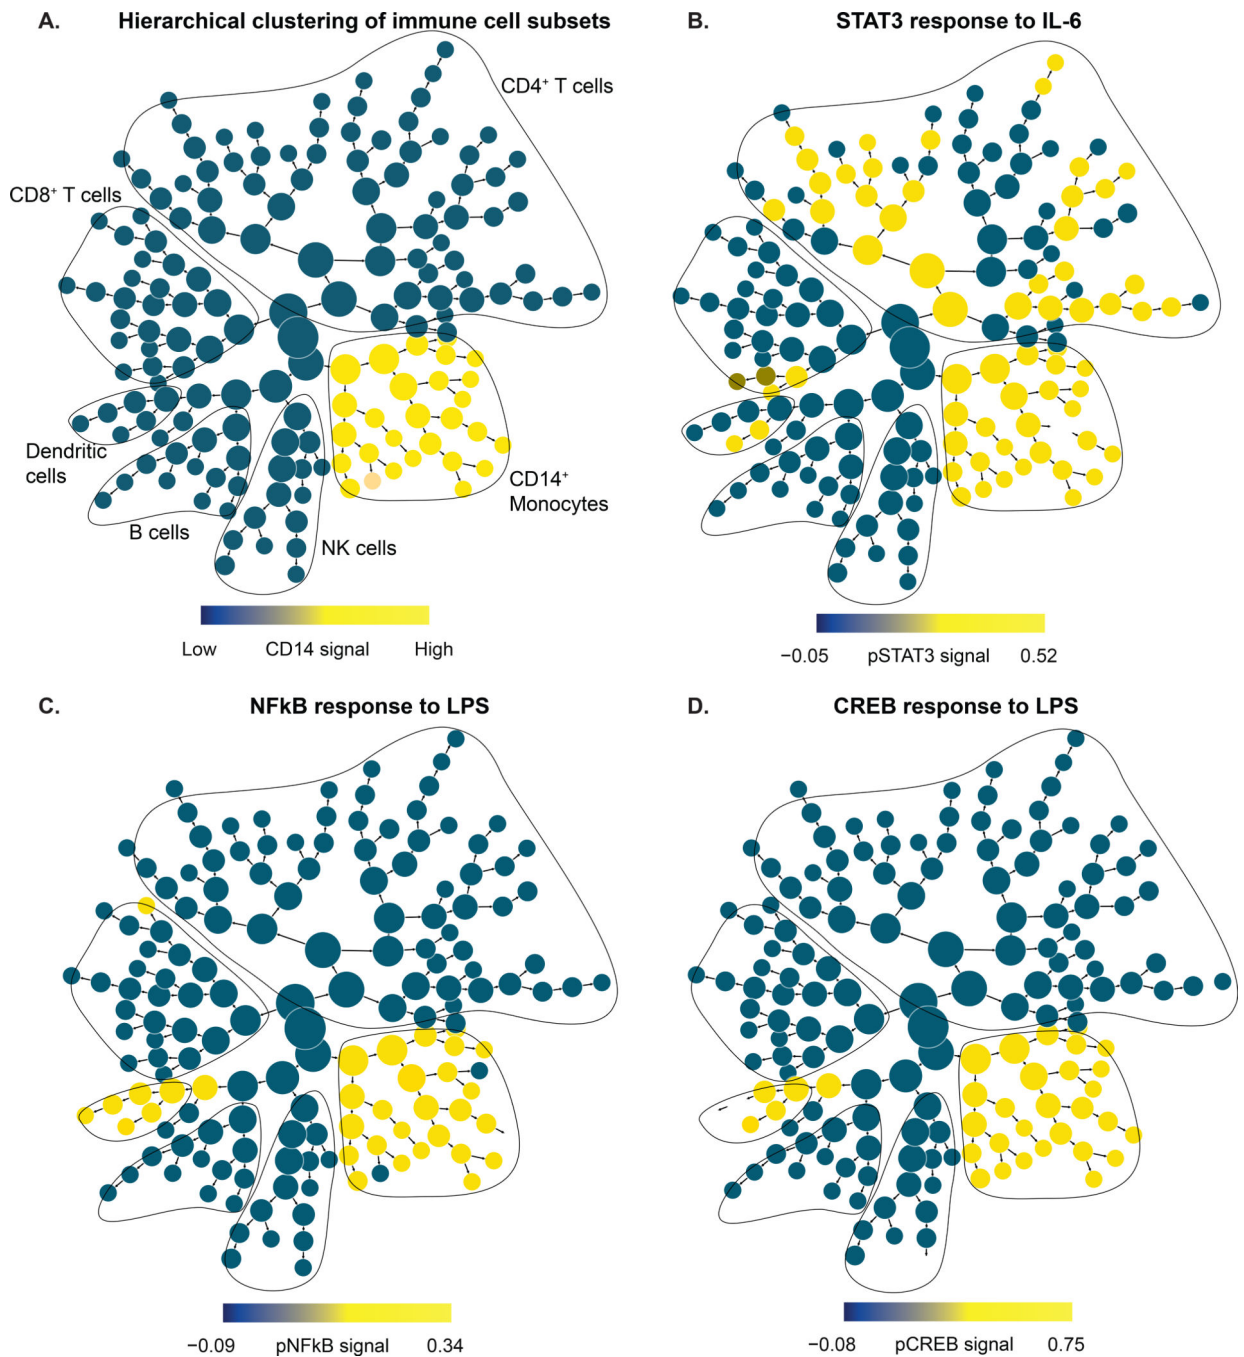 A. Hierarchical clustering of immune cell subsets
CD4⁺ T cells
CD8⁺ T cells
Dendritic
cells
B cells
NK cells
CD14⁺
Monocytes
Low CD14 signal High
B. STAT3 response to IL-6
−0.05 pSTAT3 signal 0.52
C. NFkB response to LPS
−0.09 pNFkB signal 0.34
D. CREB response to LPS
−0.08 pCREB signal 0.75